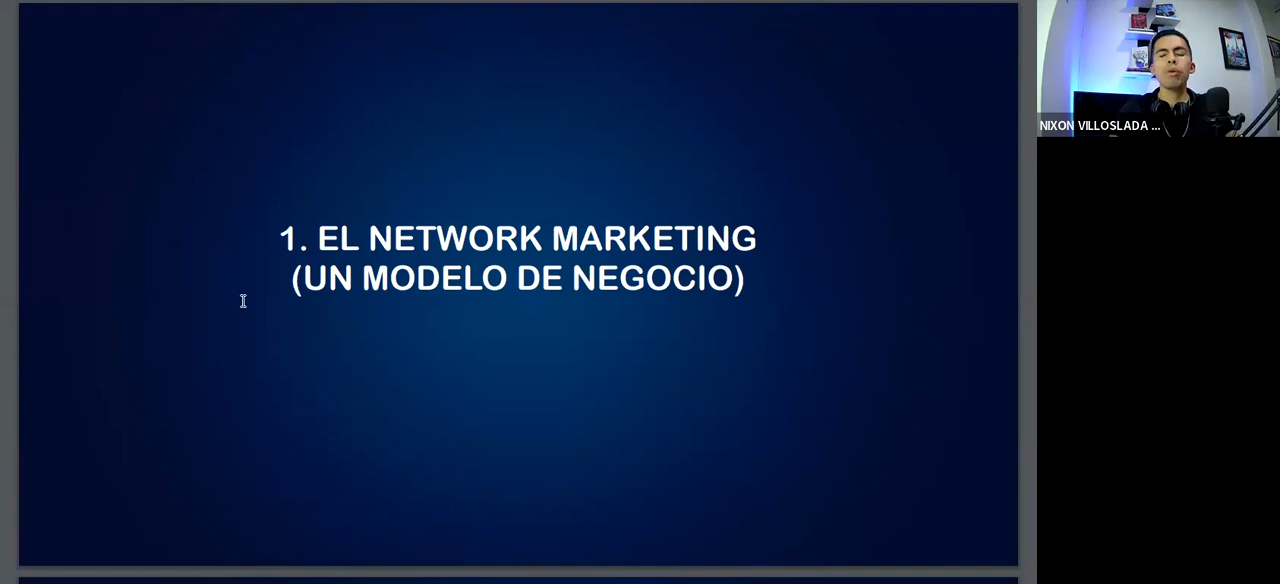 1. EL NETWORK MARKETING
(UN MODELO DE NEGOCIO)
NIXON VILLOSLADA ...